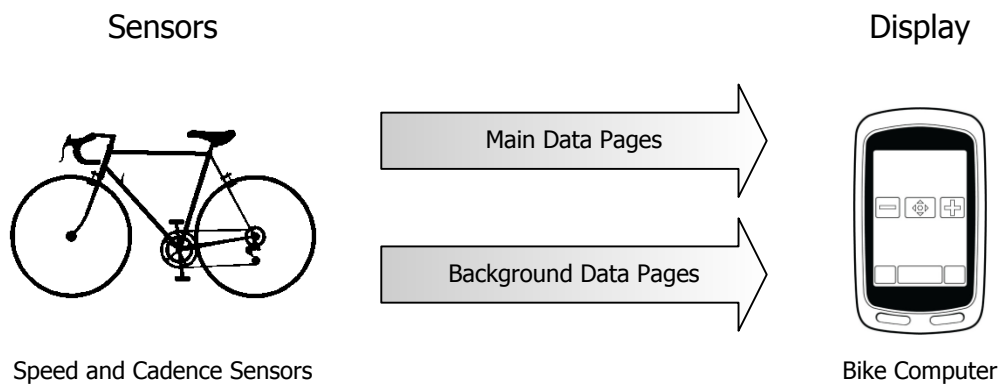 Sensors
Display
Main Data Pages
Background Data Pages
Speed and Cadence Sensors
Bike Computer